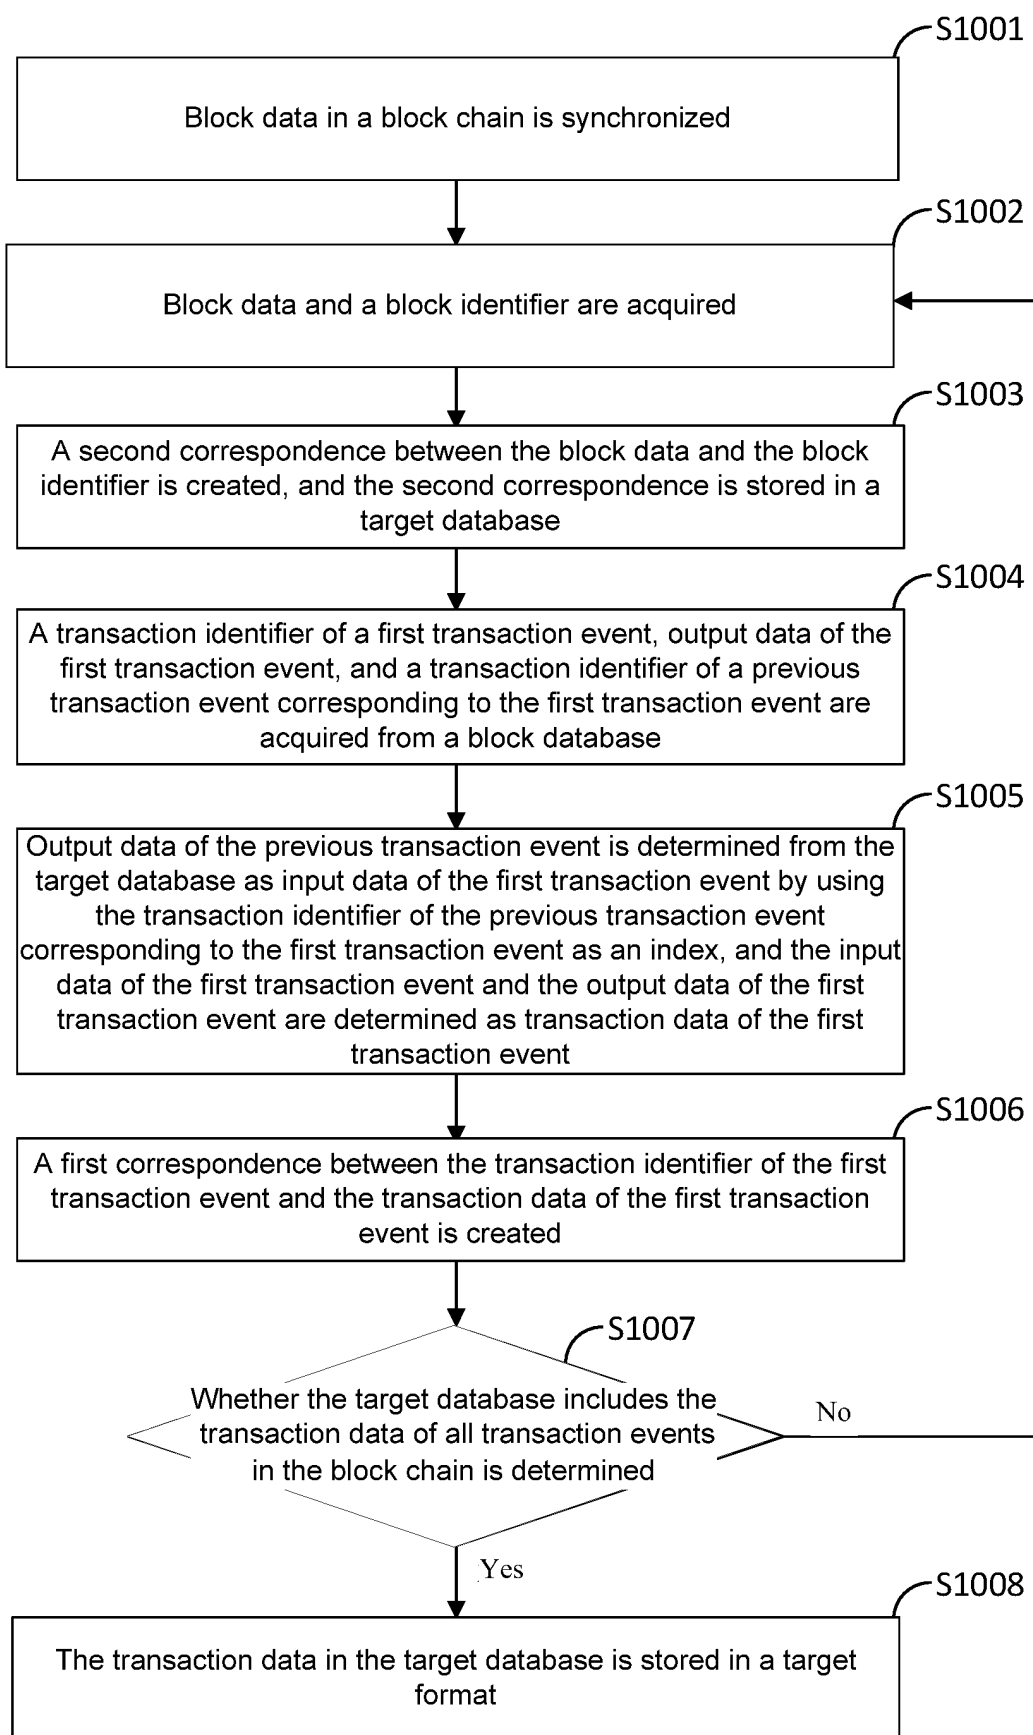 S1001
Block data in a block chain is synchronized
S1002
Block data and a block identifier are acquired
S1003
A second correspondence between the block data and the block
identifier is created, and the second correspondence is stored in a
target database
S1004
A transaction identifier of a first transaction event, output data of the
first transaction event, and a transaction identifier of a previous
transaction event corresponding to the first transaction event are
acquired from a block database
S1005
Output data of the previous transaction event is determined from the
target database as input data of the first transaction event by using
the transaction identifier of the previous transaction event
corresponding to the first transaction event as an index, and the input
data of the first transaction event and the output data of the first
transaction event are determined as transaction data of the first
transaction event
S1006
A first correspondence between the transaction identifier of the first
transaction event and the transaction data of the first transaction
event is created
S1007
Whether the target database includes the
transaction data of all transaction events
in the block chain is determined
No
Yes
S1008
The transaction data in the target database is stored in a target
format